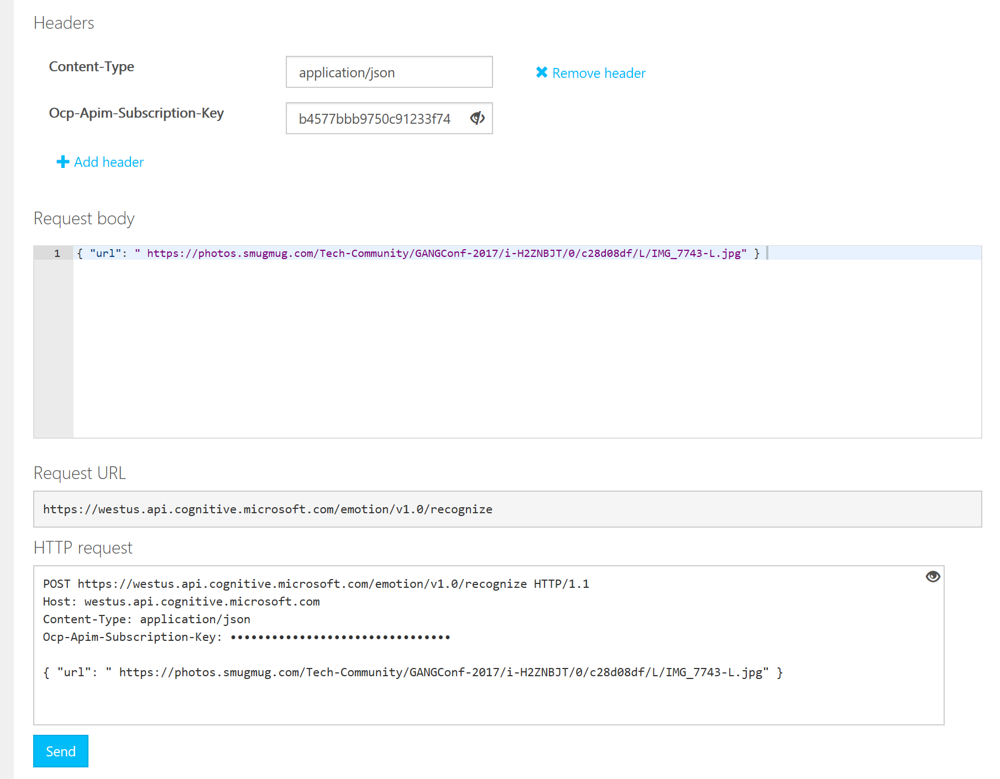 Headers
Content-Type
application/json
Remove header
Ocp-Apim-Subscription-Key
b4577bbb9750c91233f74
Add header
Request body
1 { "url": " https://photos.smugmug.com/Tech-Community/GANGConf-2017/i-H2ZNBJT/0/c28d08df/L/IMG_7743-L.jpg" }
Request URL
https://westus.api.cognitive.microsoft.com/emotion/v1.0/recognize
HTTP request
POST https://westus.api.cognitive.microsoft.com/emotion/v1.0/recognize HTTP/1.1
Host: westus.api.cognitive.microsoft.com
Content-Type: application/json
Ocp-Apim-Subscription-Key: ••••••••••••••••••••••••••••••••
{ "url": " https://photos.smugmug.com/Tech-Community/GANGConf-2017/i-H2ZNBJT/0/c28d08df/L/IMG_7743-L.jpg" }
Send